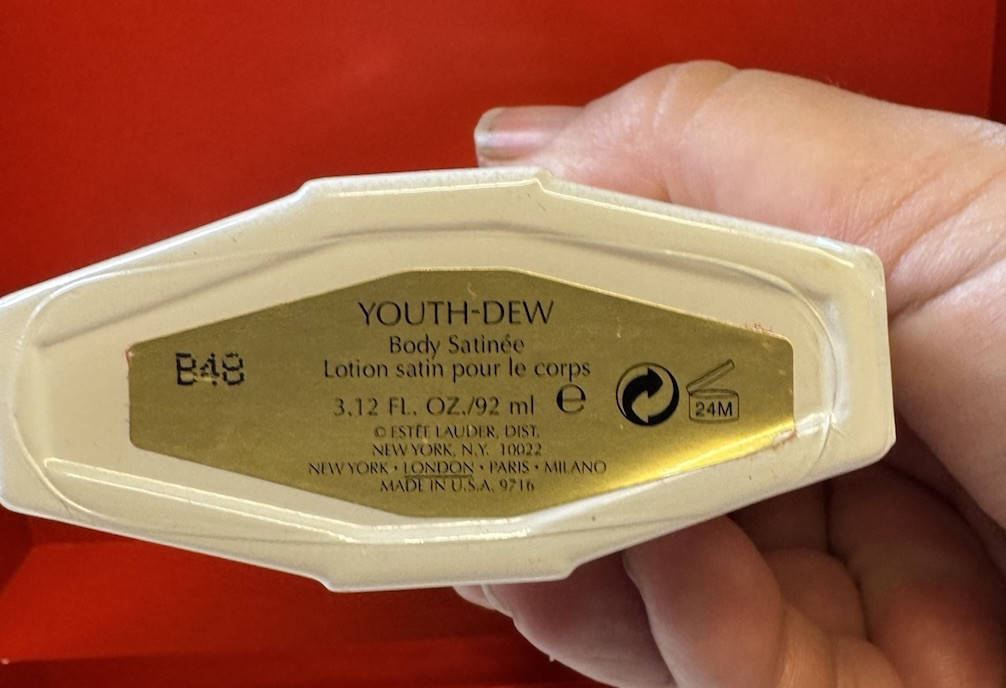 YOUTH-DEW
Body Satinée
Lotion satin pour le corps
B48
3.12 FL. OZ./92 ml e
24M
© ESTĒE LAUDER, DIST.
NEW YORK, N.Y. 10022
NEW YORK • LONDON • PARIS • MILANO
MADE IN U.S.A. 9716